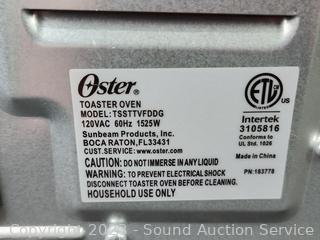 Oster
TOASTER OVEN
MODEL: TSSTTVFDDG
120VAC 60Hz 1525W
Sunbeam Products, Inc.
BOCA RATON,FL33431
CUST.SERVICE: www.oster.com
ETL
Intertek
3105816
Conforms to
UL Std. 1026
Made in China
CAUTION: DO NOT IMMERSE IN ANY LIQUID
WARNING: TO PREVENT ELECTRICAL SHOCK
DISCONNECT TOASTER OVEN BEFORE CLEANING.
HOUSEHOLD USE ONLY
PN:183778
Copyright 2023 - Sound Auction Service